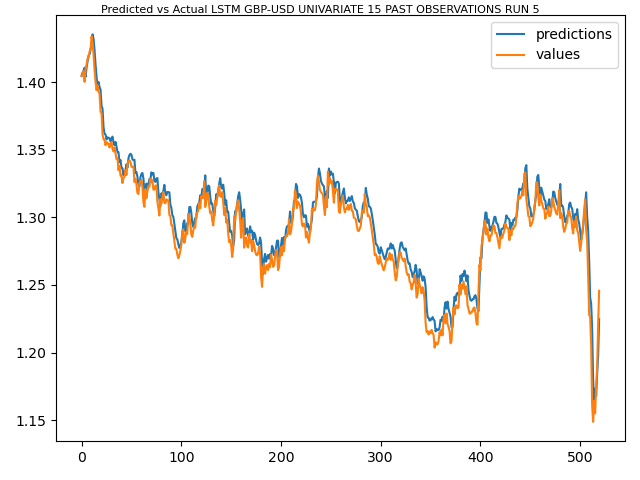 Predicted vs Actual LSTM GBP-USD UNIVARIATE 15 PAST OBSERVATIONS RUN 5
predictions
values
1.40
1.35
1.30
1.25
1.20
1.15
0 100 200 300 400 500